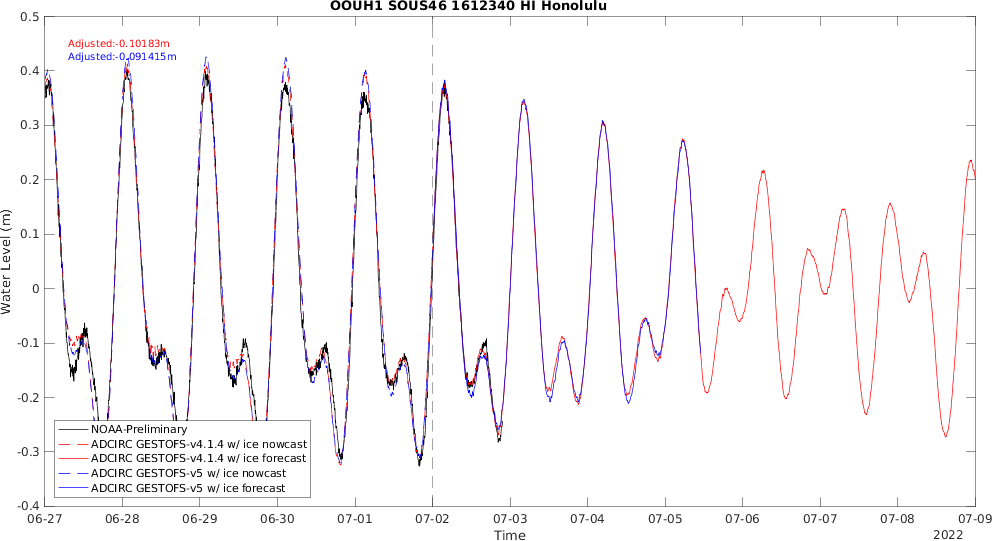 OOUH1 SOUS46 1612340 HI Honolulu
Adjusted:-0.10183m
Adjusted:-0.091415m
Water Level (m)
0.5
0.4
0.3
0.2
0.1
0
-0.1
-0.2
-0.3
-0.4
NOAA-Preliminary
ADCIRC GESTOFS-v4.1.4 w/ ice nowcast
ADCIRC GESTOFS-v4.1.4 w/ ice forecast
ADCIRC GESTOFS-v5 w/ ice nowcast
ADCIRC GESTOFS-v5 w/ ice forecast
06-27 06-28 06-29 06-30 07-01 07-02 07-03 07-04 07-05 07-06 07-07 07-08 07-09
Time
2022